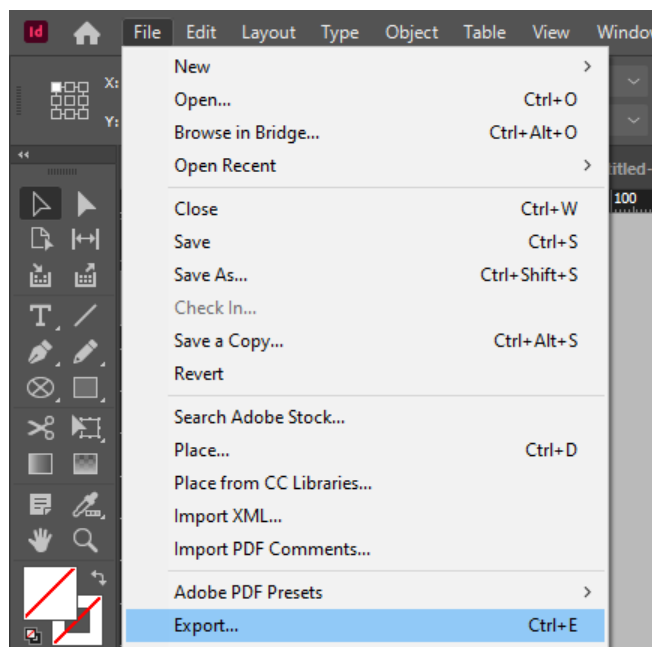 Id File Edit Layout Type Object Table View Windo
X:
Y:
New
Open... Ctrl+O
Browse in Bridge... Ctrl+Alt+O
Open Recent
titled-
100
Close Ctrl+W
Save Ctrl+S
Save As... Ctrl+Shift+S
Check In...
Save a Copy... Ctrl+Alt+S
Revert
Search Adobe Stock...
Place... Ctrl+D
Place from CC Libraries...
Import XML...
Import PDF Comments...
Adobe PDF Presets
Export... Ctrl+E